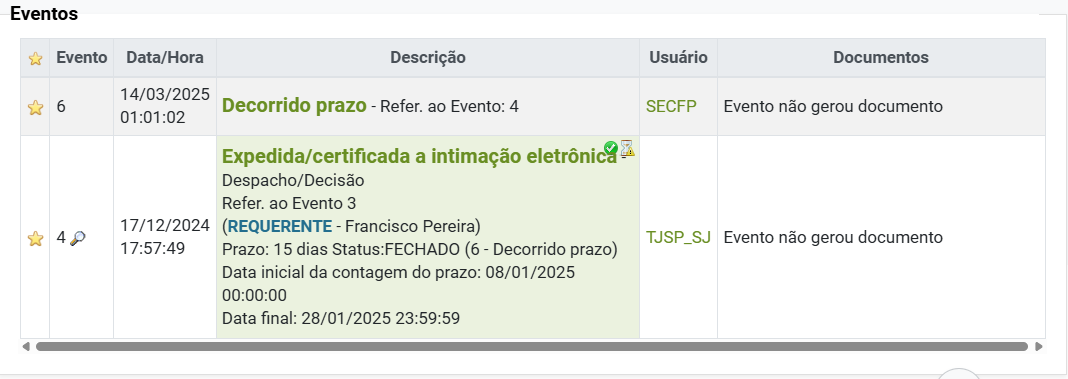 Eventos
Evento Data/Hora Descrição Usuário Documentos
6 14/03/2025 01:01:02 Decorrido prazo - Refer. ao Evento: 4 SECFP Evento não gerou documento
4 17/12/2024 17:57:49 Expedida/certificada a intimação eletrônica
Despacho/Decisão
Refer. ao Evento 3
(REQUERENTE - Francisco Pereira)
Prazo: 15 dias Status:FECHADO (6 - Decorrido prazo)
Data inicial da contagem do prazo: 08/01/2025
00:00:00
Data final: 28/01/2025 23:59:59
TJSP_SJ Evento não gerou documento